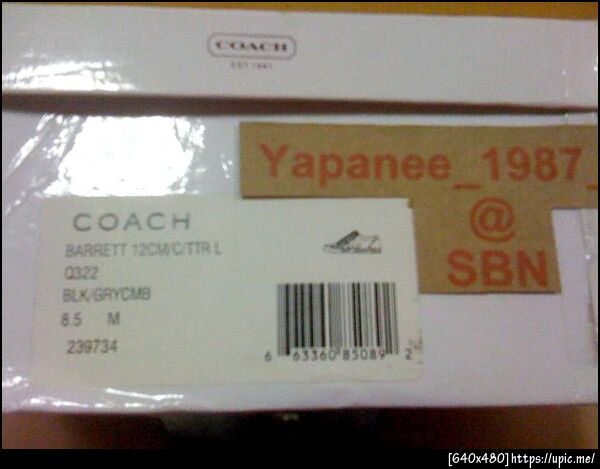 COACH
EST. 1941
Yapanee_1987_
@
SBN
COACH
BARRETT 12CM/C/TTR L
Q322
BLK/GRYCMB
8.5 M
239734
6 63360 85089 2
[640x480]https://upic.me/